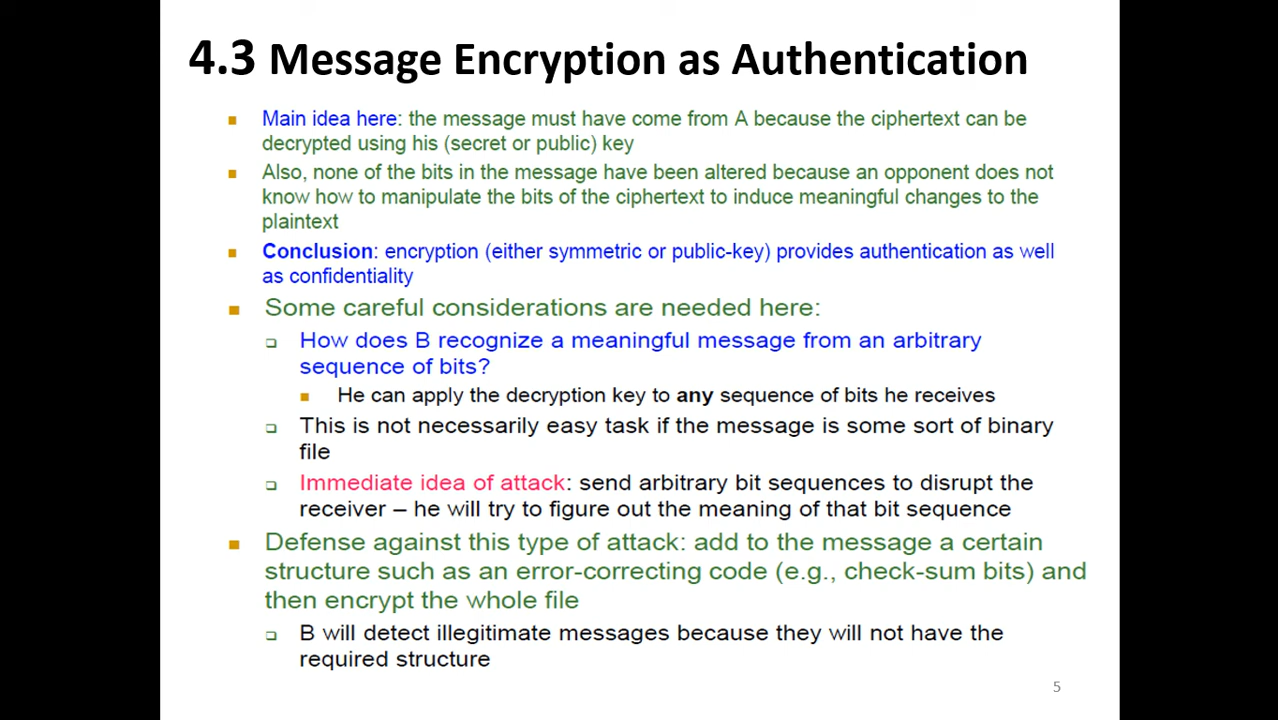 4.3 Message Encryption as Authentication
Main idea here: the message must have come from A because the ciphertext can be
decrypted using his (secret or public) key
Also, none of the bits in the message have been altered because an opponent does not
know how to manipulate the bits of the ciphertext to induce meaningful changes to the
plaintext
Conclusion: encryption (either symmetric or public-key) provides authentication as well
as confidentiality
Some careful considerations are needed here:
How does B recognize a meaningful message from an arbitrary
sequence of bits?
He can apply the decryption key to any sequence of bits he receives
This is not necessarily easy task if the message is some sort of binary
file
Immediate idea of attack: send arbitrary bit sequences to disrupt the
receiver – he will try to figure out the meaning of that bit sequence
Defense against this type of attack: add to the message a certain
structure such as an error-correcting code (e.g., check-sum bits) and
then encrypt the whole file
B will detect illegitimate messages because they will not have the
required structure
5